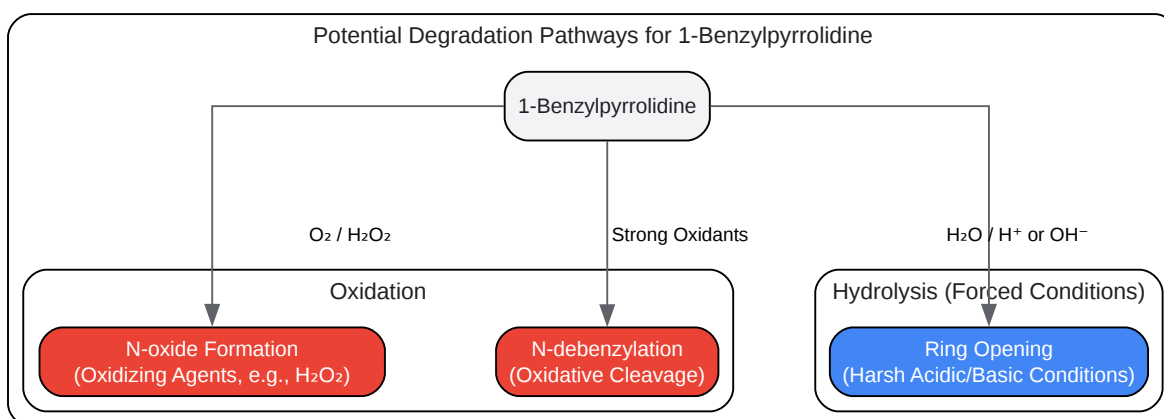 Potential Degradation Pathways for 1-Benzylpyrrolidine
1-Benzylpyrrolidine
O₂ / H₂O₂
Strong Oxidants
H₂O / H⁺ or OH⁻
Oxidation
Hydrolysis (Forced Conditions)
N-oxide Formation
(Oxidizing Agents, e.g., H₂O₂)
N-debenzylation
(Oxidative Cleavage)
Ring Opening
(Harsh Acidic/Basic Conditions)